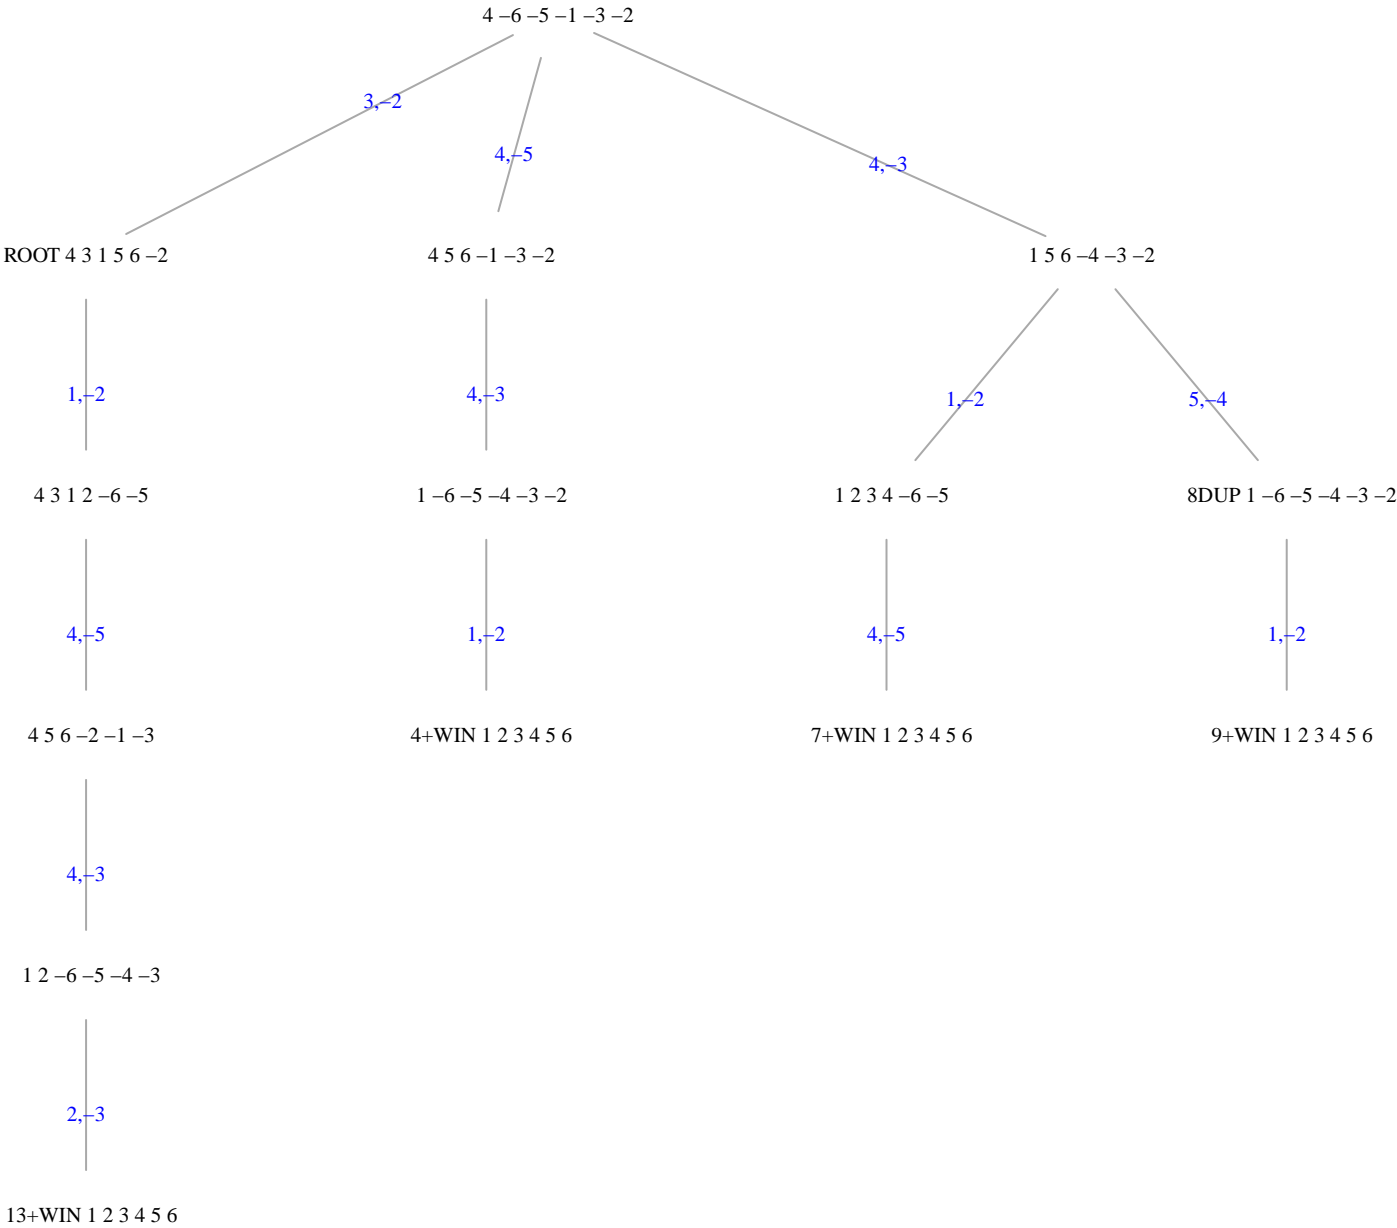 4 –6 –5 –1 –3 –2
3,–2
4,–5
4,–3
ROOT 4 3 1 5 6 –2
4 5 6 –1 –3 –2
1 5 6 –4 –3 –2
1,–2
4,–3
1,–2
5,–4
4 3 1 2 –6 –5
1 –6 –5 –4 –3 –2
1 2 3 4 –6 –5
8DUP 1 –6 –5 –4 –3 –2
4,–5
1,–2
4,–5
1,–2
4 5 6 –2 –1 –3
4+WIN 1 2 3 4 5 6
7+WIN 1 2 3 4 5 6
9+WIN 1 2 3 4 5 6
4,–3
1 2 –6 –5 –4 –3
2,–3
13+WIN 1 2 3 4 5 6